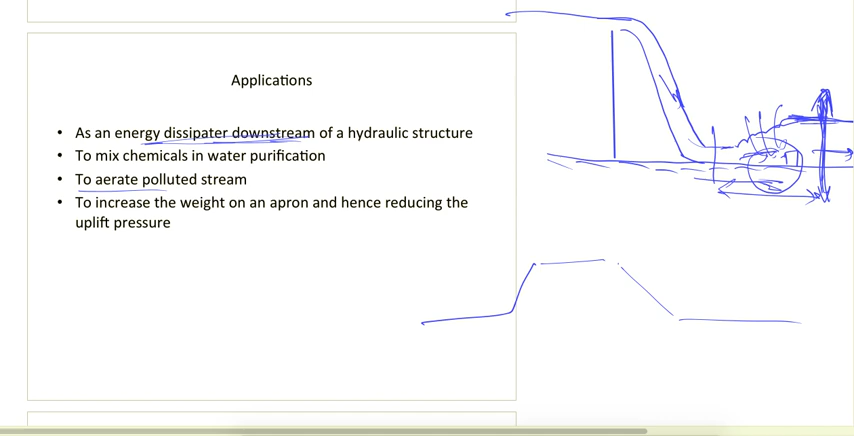 Applications
• As an energy dissipater downstream of a hydraulic structure
• To mix chemicals in water purification
• To aerate polluted stream
• To increase the weight on an apron and hence reducing the
uplift pressure